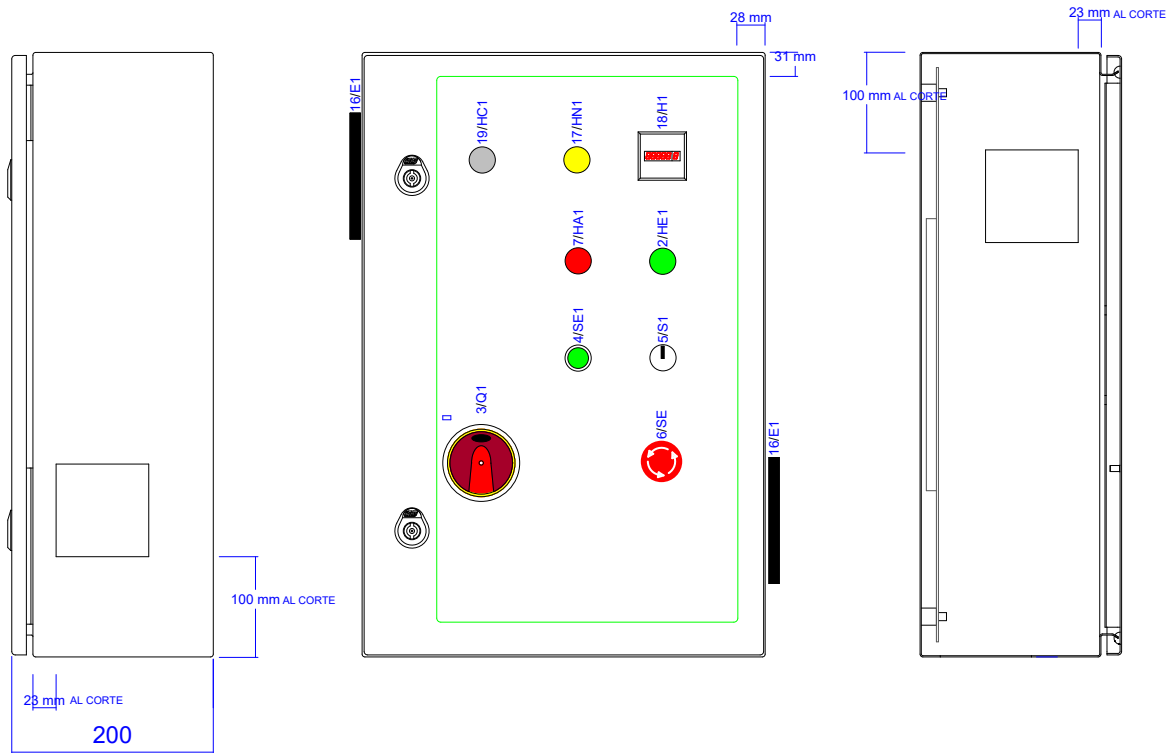 28 mm
31 mm
23 mm AL CORTE
100 mm AL CORTE
16/E1
19/HC1
17/HN1
18/H1
7/HA1
2/HE1
4/SE1
5/S1
3/Q1
6/SE
16/E1
100 mm AL CORTE
23 mm AL CORTE
200